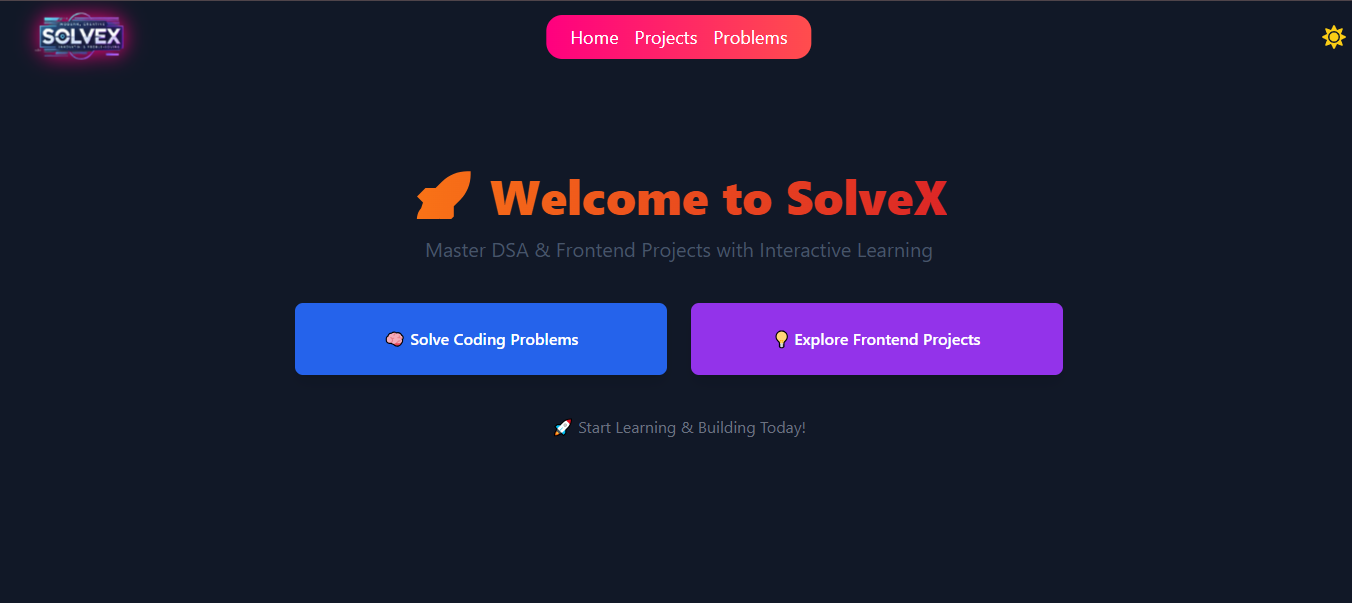 SOLVEX
Home Projects Problems
Welcome to SolveX
Master DSA & Frontend Projects with Interactive Learning
🧠 Solve Coding Problems
💡 Explore Frontend Projects
🚀 Start Learning & Building Today!